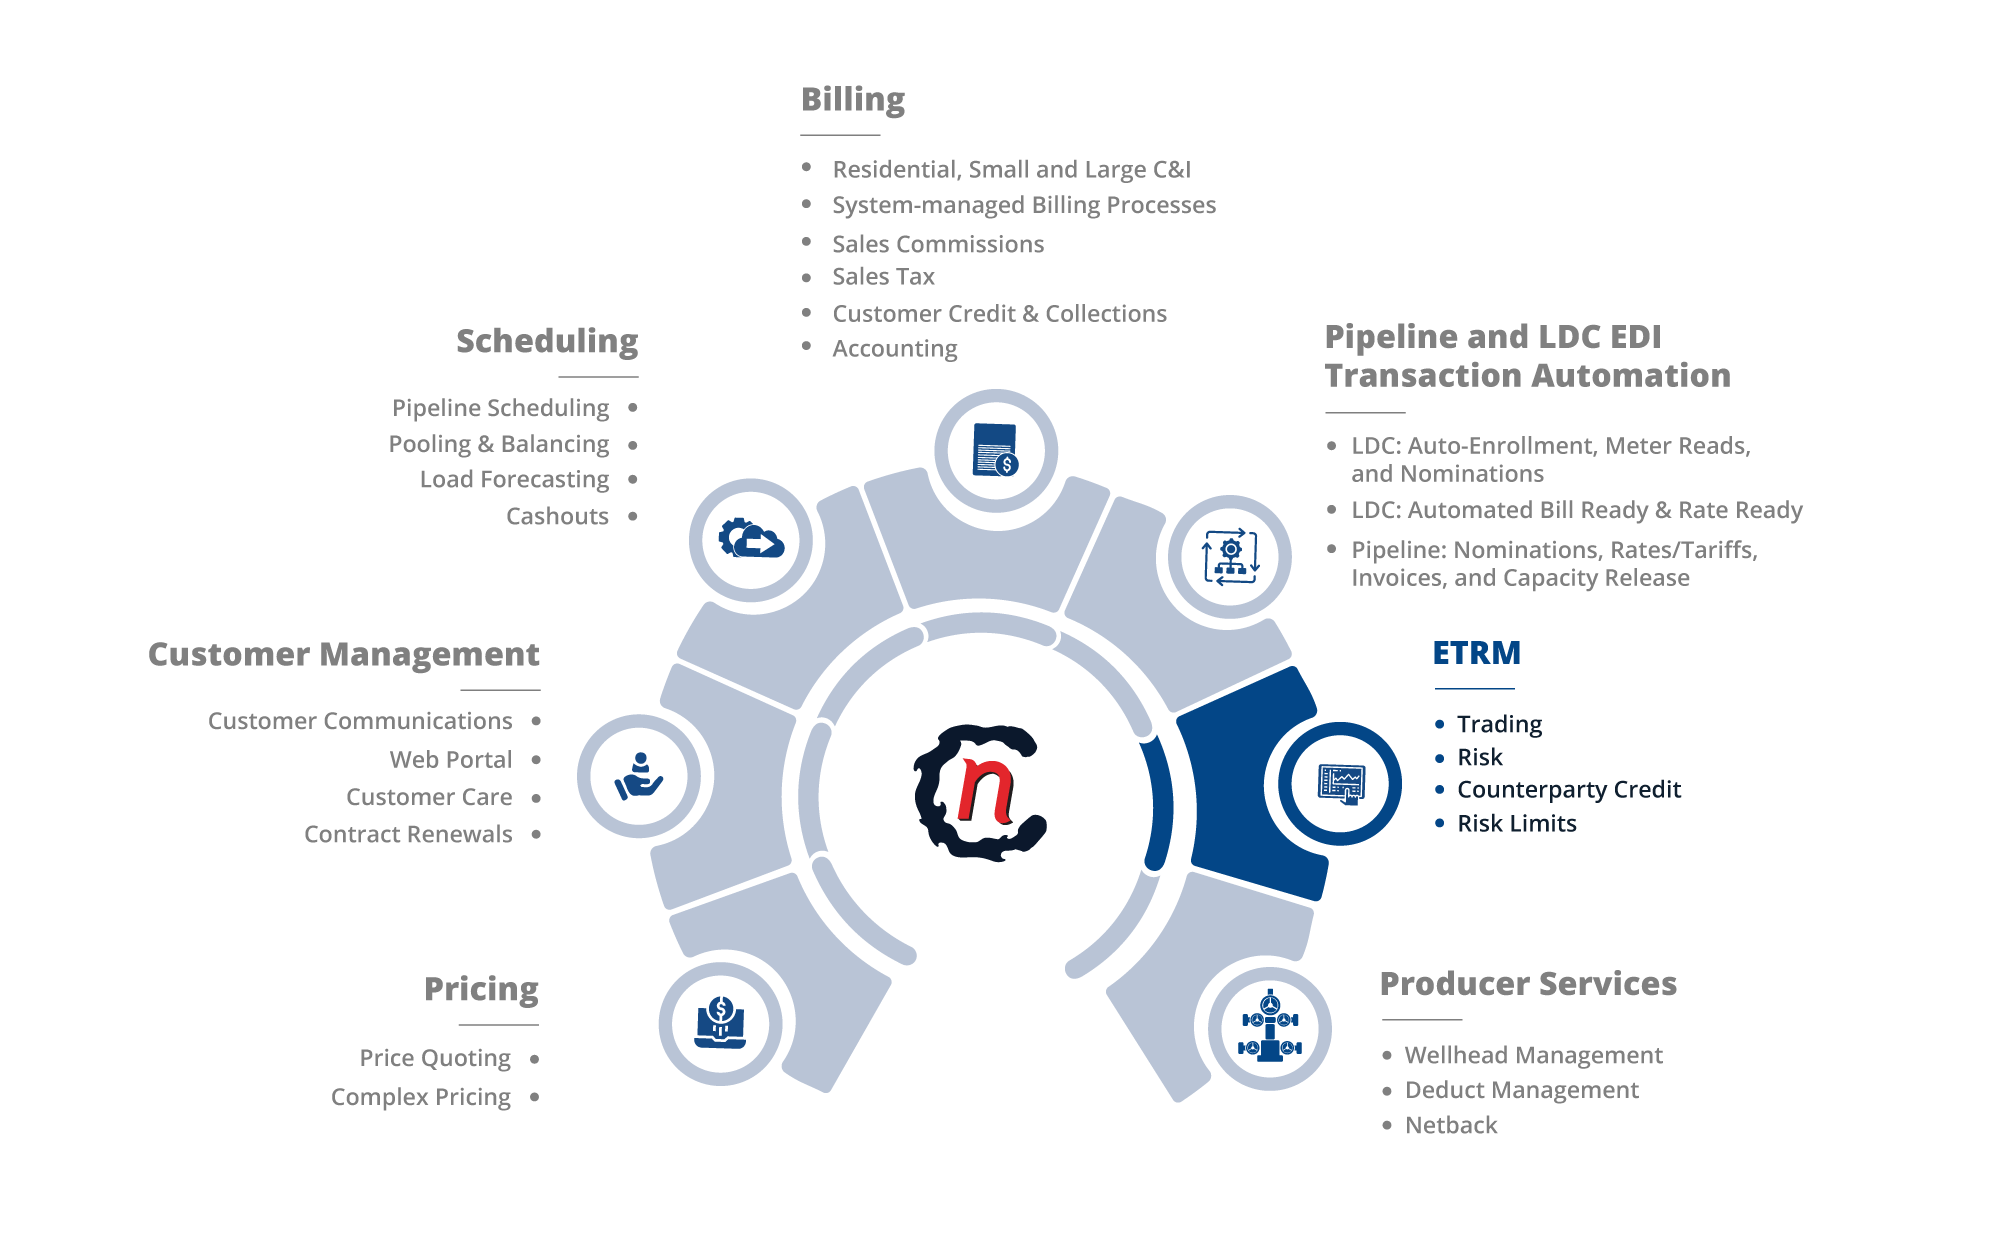 Billing
Residential, Small and Large C&I
System-managed Billing Processes
Sales Commissions
Sales Tax
Customer Credit & Collections
Accounting
Scheduling
Pipeline Scheduling
Pooling & Balancing
Load Forecasting
Cashouts
Pipeline and LDC EDI
Transaction Automation
LDC: Auto-Enrollment, Meter Reads,
and Nominations
LDC: Automated Bill Ready & Rate Ready
Pipeline: Nominations, Rates/Tariffs,
Invoices, and Capacity Release
Customer Management
Customer Communications
Web Portal
Customer Care
Contract Renewals
ETRM
Trading
Risk
Counterparty Credit
Risk Limits
Pricing
Price Quoting
Complex Pricing
Producer Services
Wellhead Management
Deduct Management
Netback
$
$
C
n